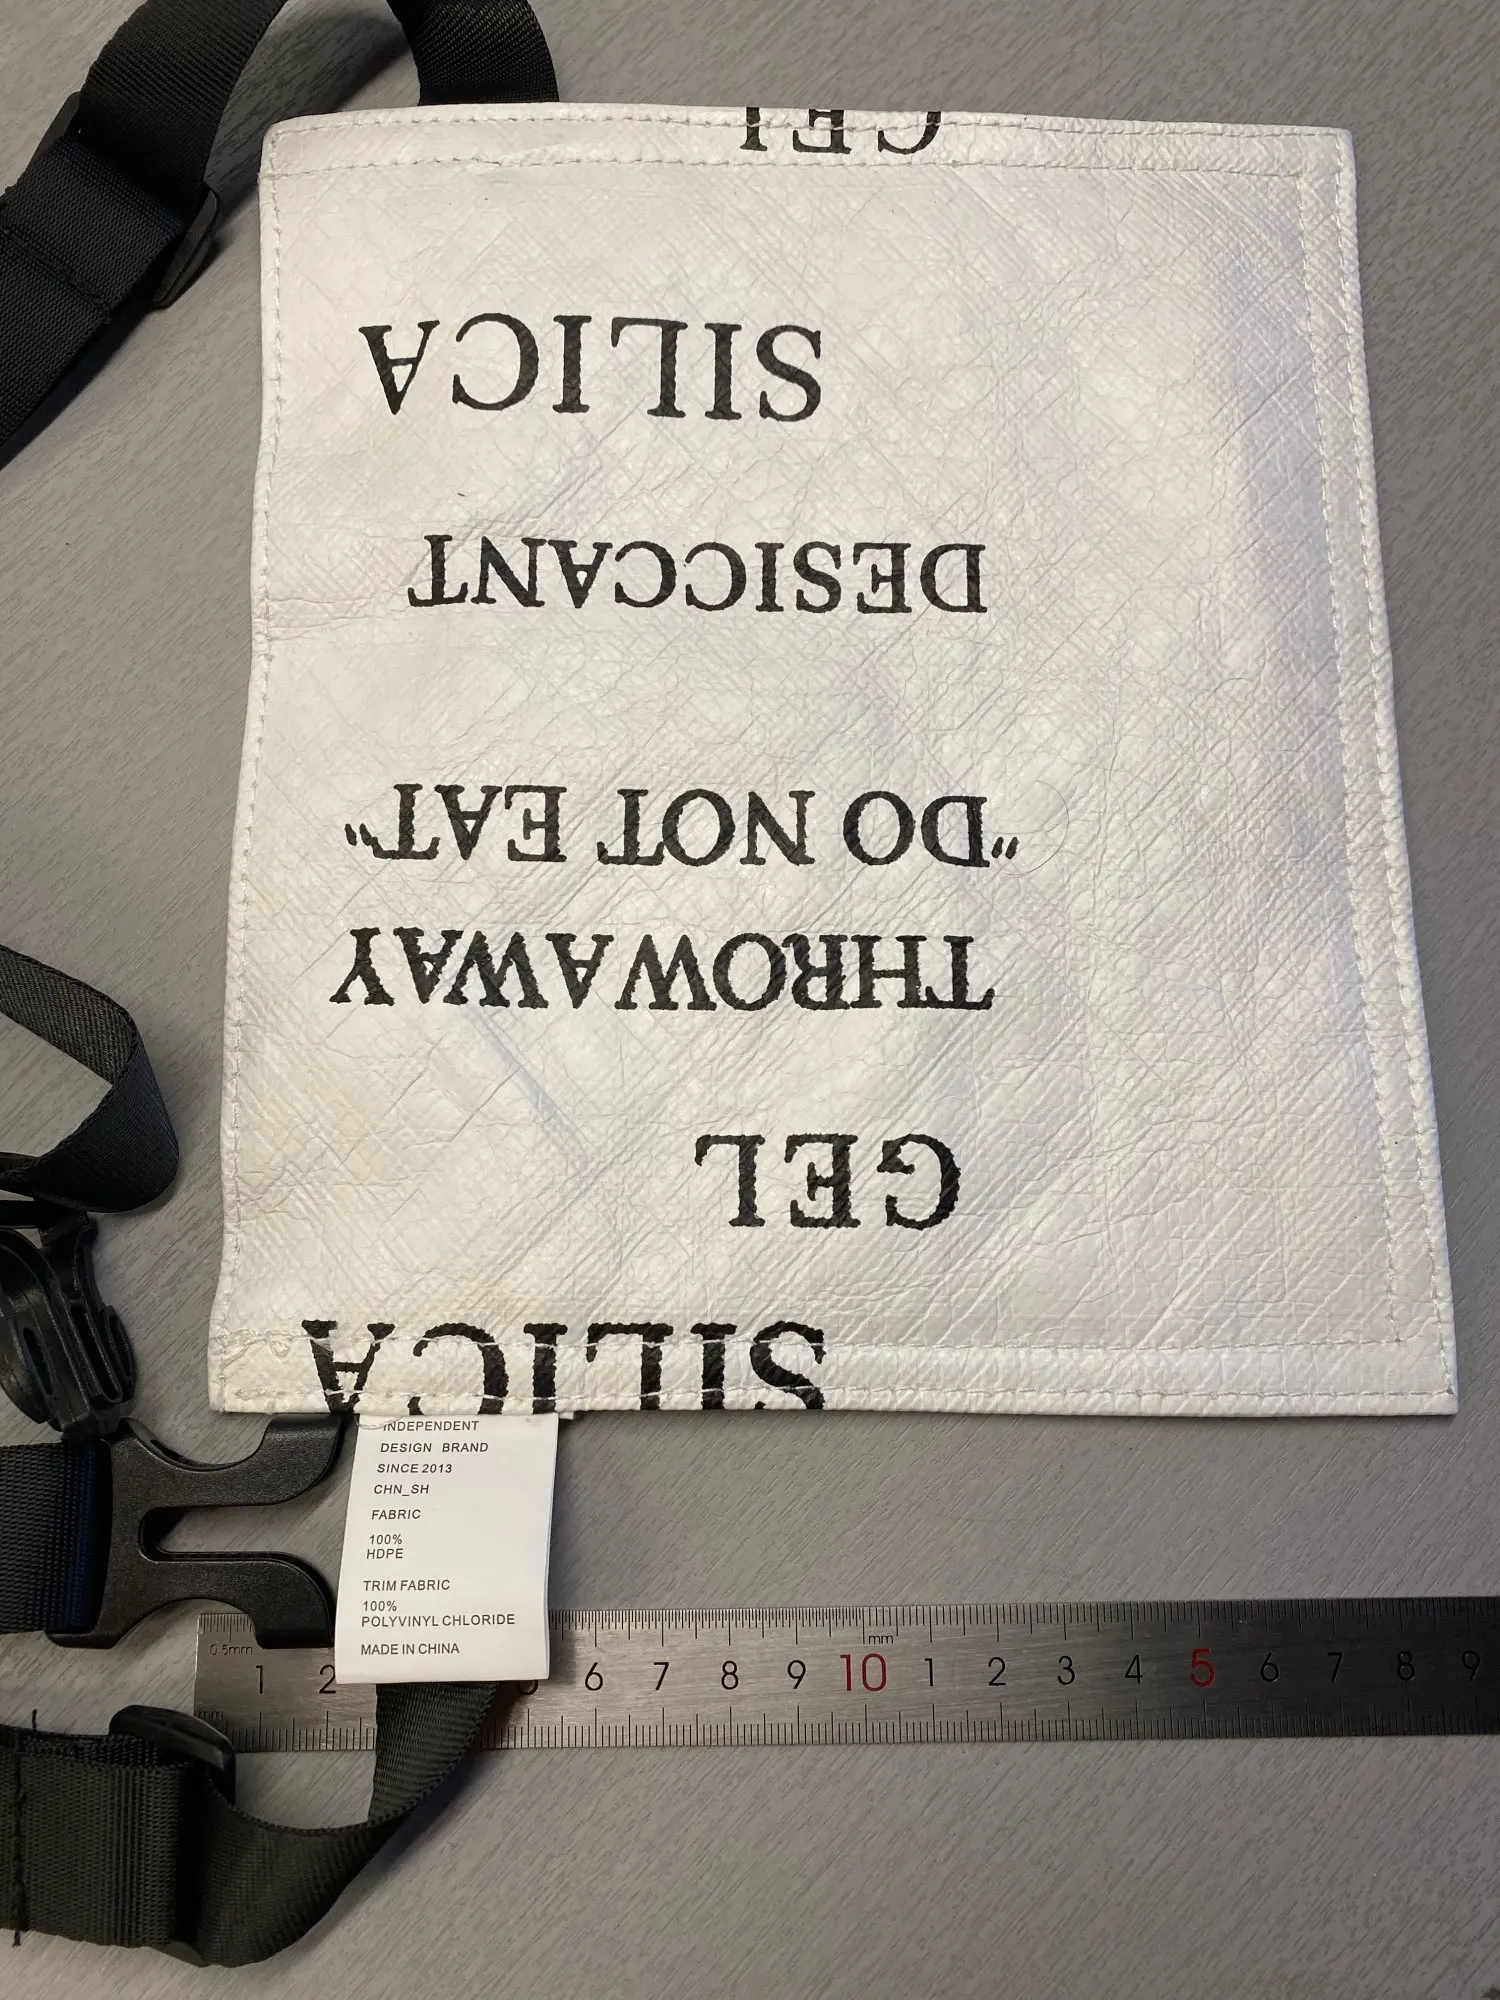 SILICA
GEL
THROWAWAY
"DO NOT EAT"
DESICCANT
SILICA
GEL
INDEPENDENT
DESIGN BRAND
SINCE 2013
CHN_SH
FABRIC
100%
HDPE
TRIM FABRIC
100%
POLYVINYL CHLORIDE
MADE IN CHINA
0.5mm
mm
1 2 6 7 8 9 10 1 2 3 4 5 6 7 8 9
mm